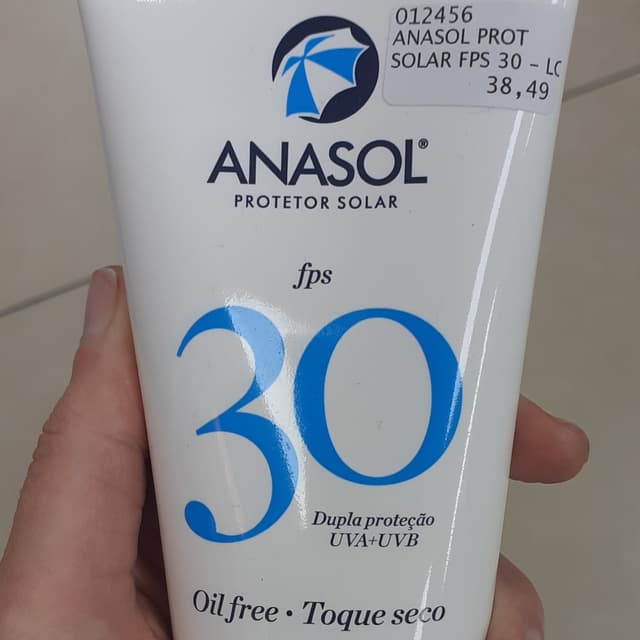 012456
ANASOL PROT
SOLAR FPS 30 - LC
38,49
ANASOL®
PROTETOR SOLAR
fps
30
Dupla proteção
UVA+UVB
Oil free • Toque seco